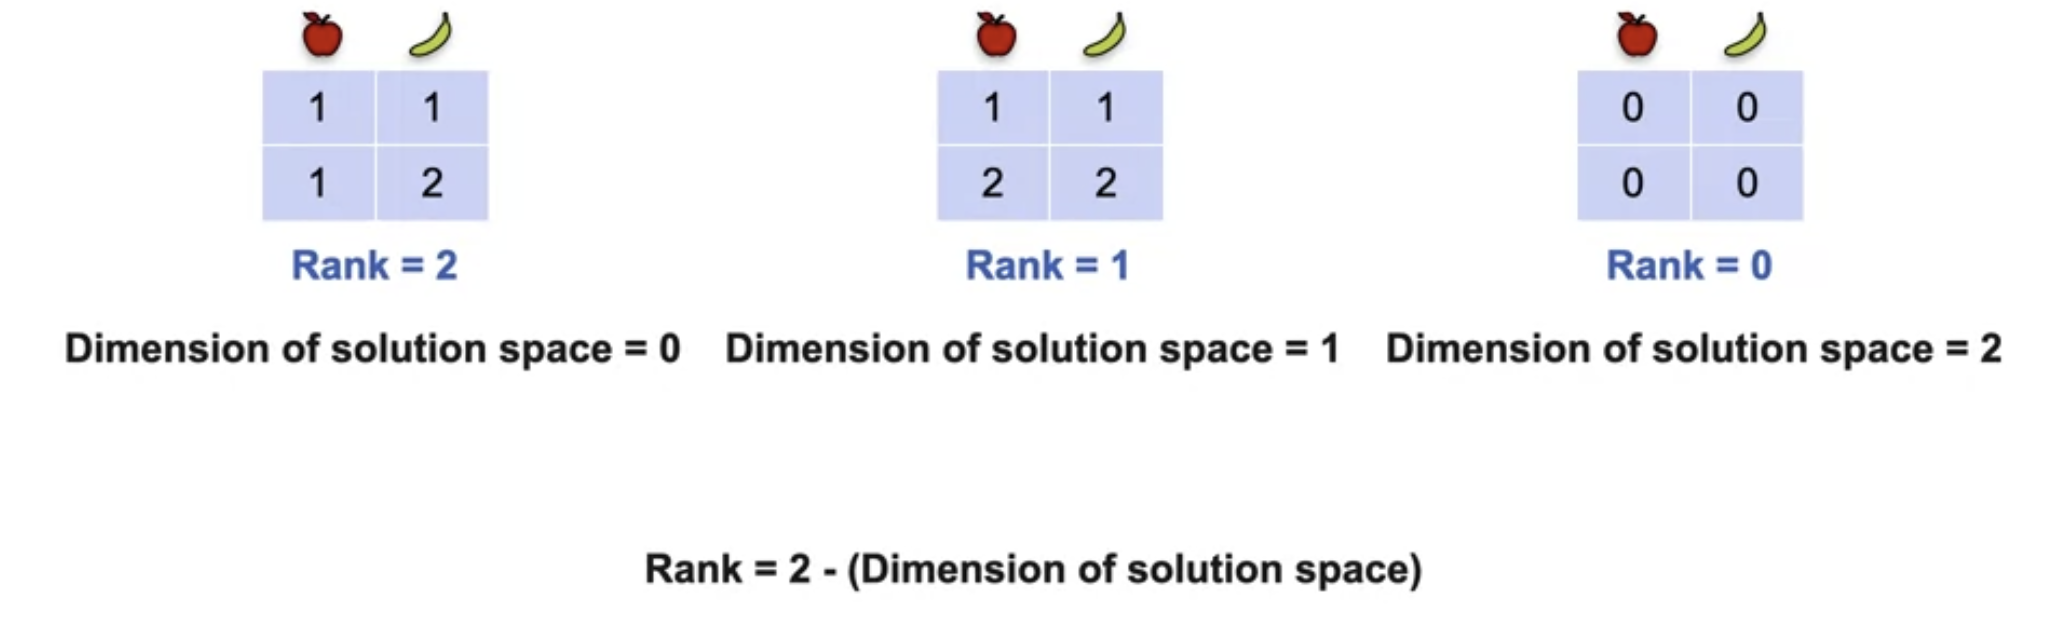 1 1 1 1 0 0
1 2 2 2 0 0
Rank = 2 Rank = 1 Rank = 0
Dimension of solution space = 0 Dimension of solution space = 1 Dimension of solution space = 2
Rank = 2 - (Dimension of solution space)